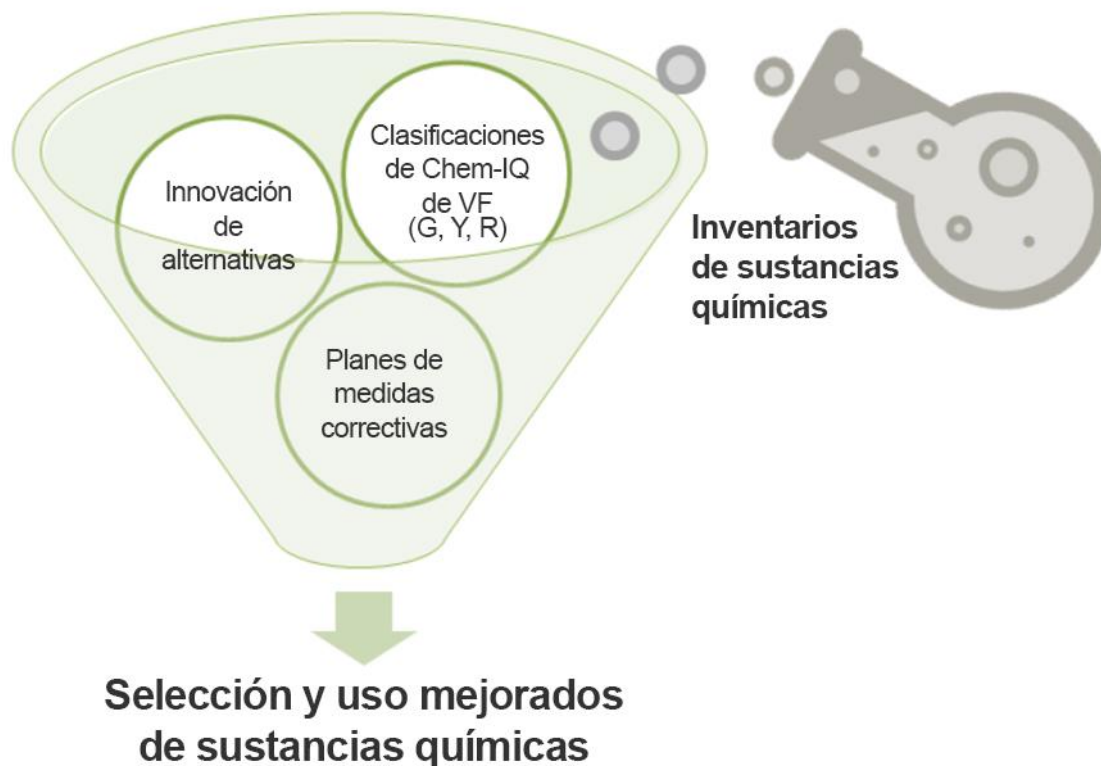 Innovación
de
alternativas
Clasificaciones
de Chem-IQ
de VF
(G, Y, R)
Planes de
medidas
correctivas
Inventarios
de sustancias
químicas
Selección y uso mejorados
de sustancias químicas